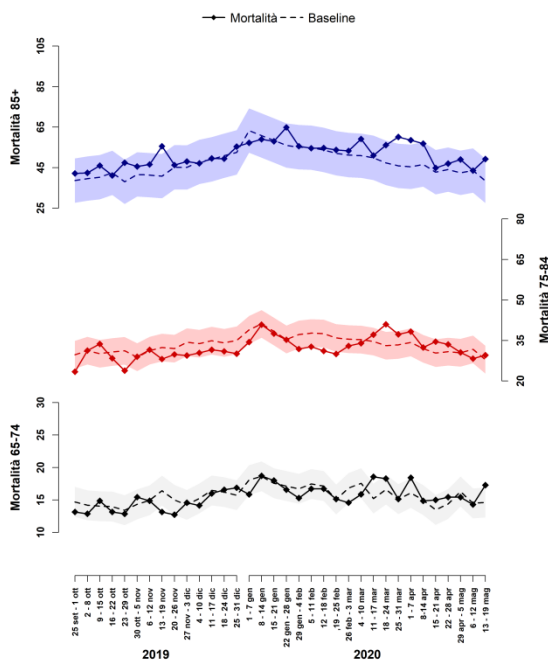 Mortalità
Baseline
Mortalità 85+
105
85
65
45
25
Mortalità 75-84
80
65
50
35
20
Mortalità 65-74
30
25
20
15
10
25 set - 1 ott
2 - 8 ott
9 - 15 ott
16 - 22 ott
23 - 29 ott
30 ott - 5 nov
6 - 12 nov
13 - 19 nov
20 - 26 nov
27 nov - 3 dic
4 - 10 dic
11 - 17 dic
18 - 24 dic
25 - 31 dic
1 - 7 gen
8 - 14 gen
15 - 21 gen
22 gen - 28 gen
29 gen - 4 feb
5 - 11 feb
12 - 18 feb
,19 - 25 feb
26 feb - 3 mar
4 - 10 mar
11 - 17 mar
18 - 24 mar
25 - 31 mar
1 - 7 apr
8-14 apr
15 - 21 apr
22 - 28 apr
29 apr - 5 mag
6 - 12 mag
13 - 19 mag
2019
2020